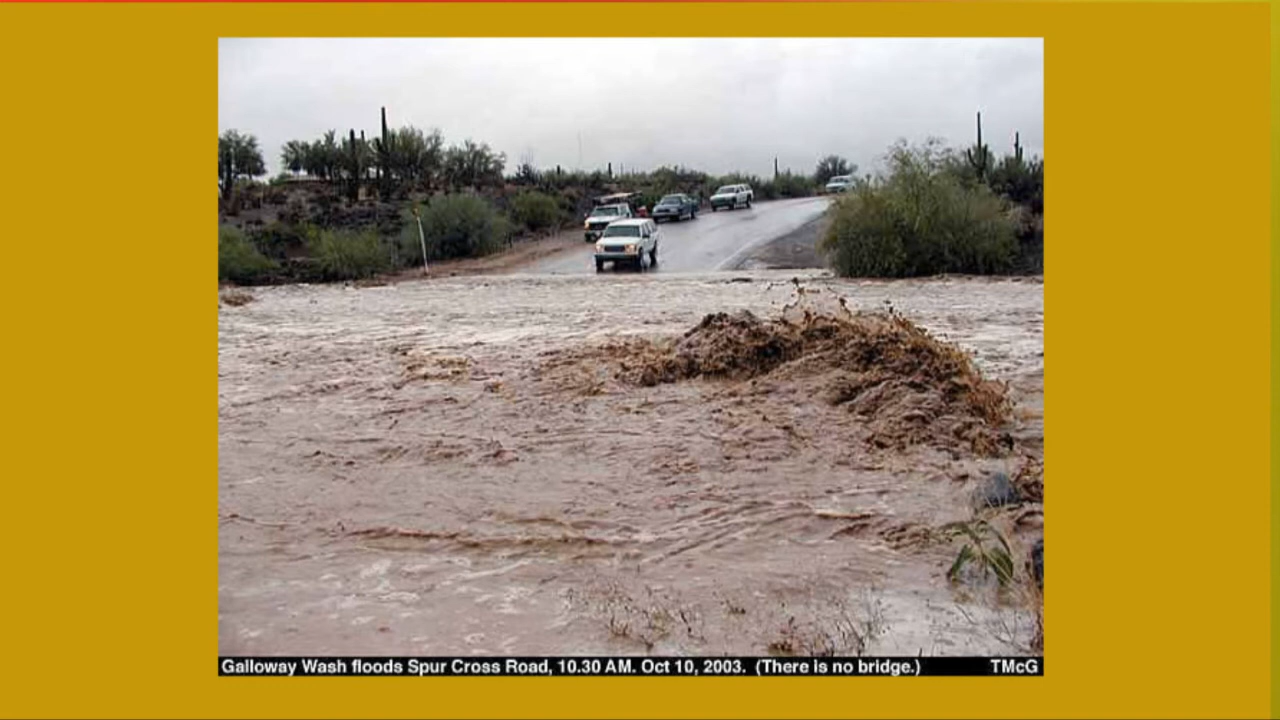 Galloway Wash floods Spur Cross Road, 10.30 AM. Oct 10, 2003. (There is no bridge.) TMcG